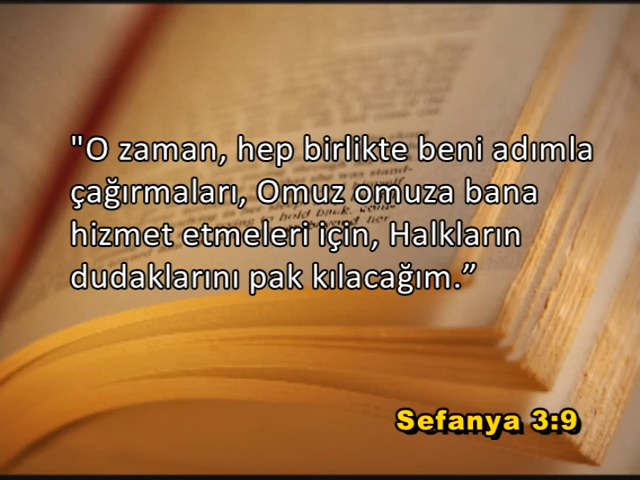 "O zaman, hep birlikte beni adımla
çağırmaları, Omuz omuza bana
hizmet etmeleri için, Halkların
dudaklarını pak kılacağım.”
Sefanya 3:9